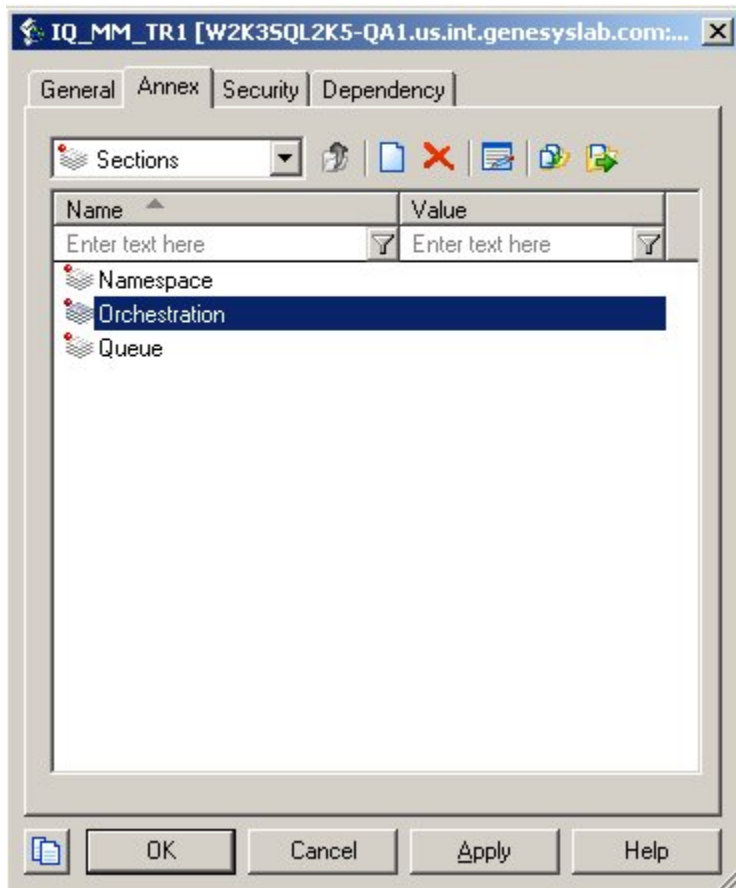 IQ_MM_TR1 [W2K3SQL2K5-QA1.us.int.genesyslab.com:...
General Annex Security Dependency
Sections
Name Value
Enter text here Enter text here
Namespace
Orchestration
Queue
OK Cancel Apply Help